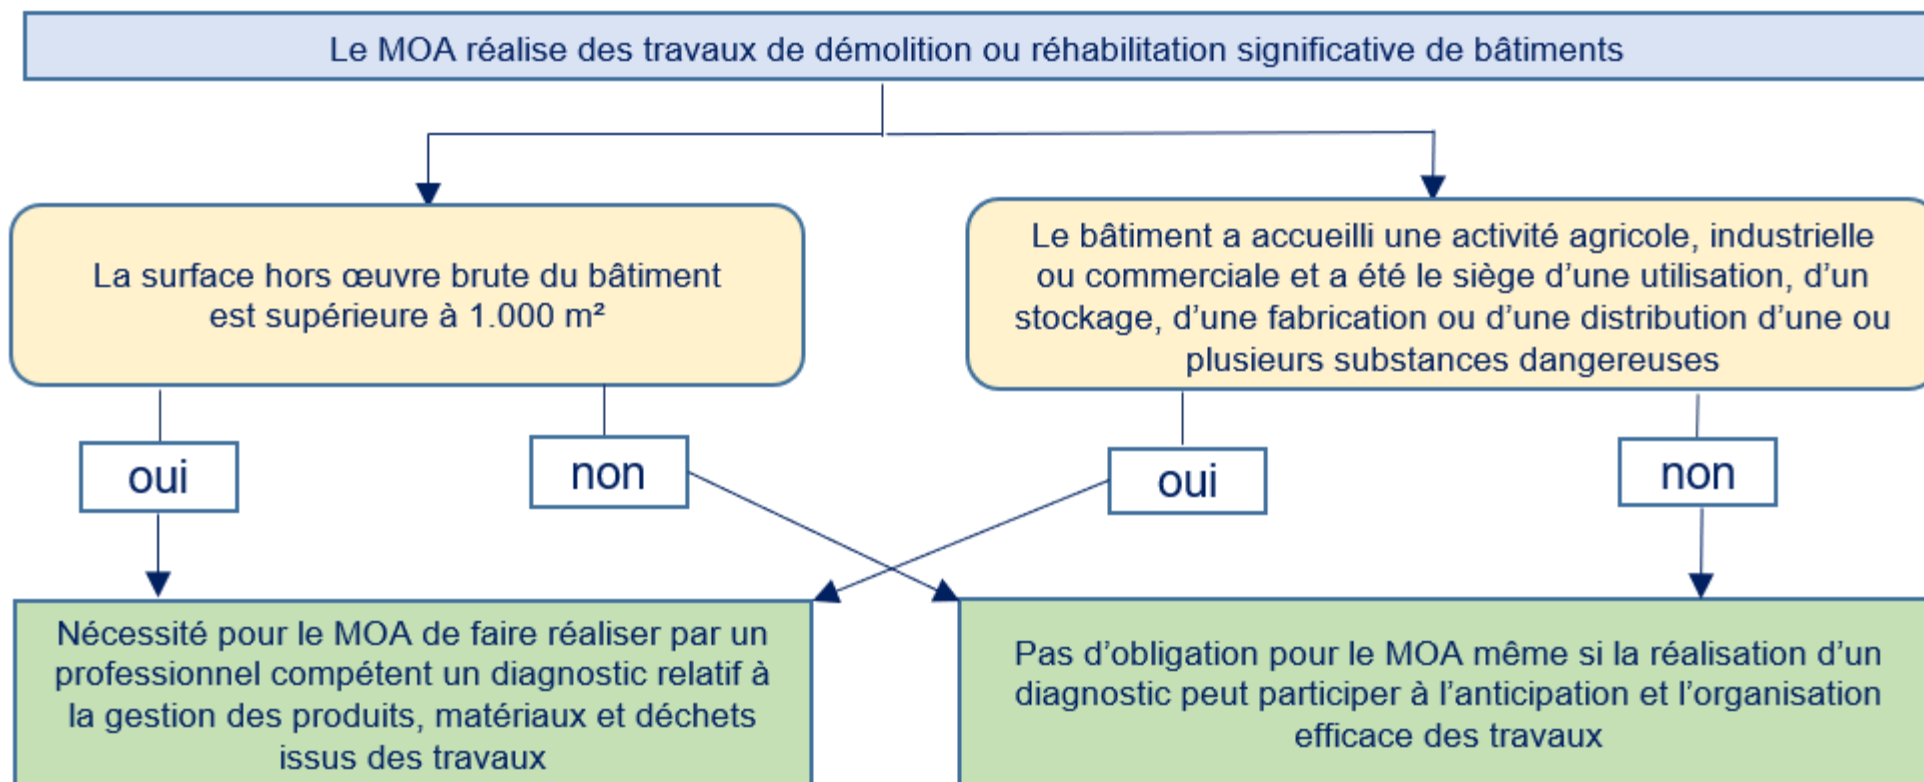 Le MOA réalise des travaux de démolition ou réhabilitation significative de bâtiments
La surface hors œuvre brute du bâtiment
est supérieure à 1.000 m²
Le bâtiment a accueilli une activité agricole, industrielle
ou commerciale et a été le siège d’une utilisation, d’un
stockage, d’une fabrication ou d’une distribution d’une ou
plusieurs substances dangereuses
oui
non
oui
non
Nécessité pour le MOA de faire réaliser par un
professionnel compétent un diagnostic relatif à
la gestion des produits, matériaux et déchets
issus des travaux
Pas d’obligation pour le MOA même si la réalisation d’un
diagnostic peut participer à l’anticipation et l’organisation
efficace des travaux